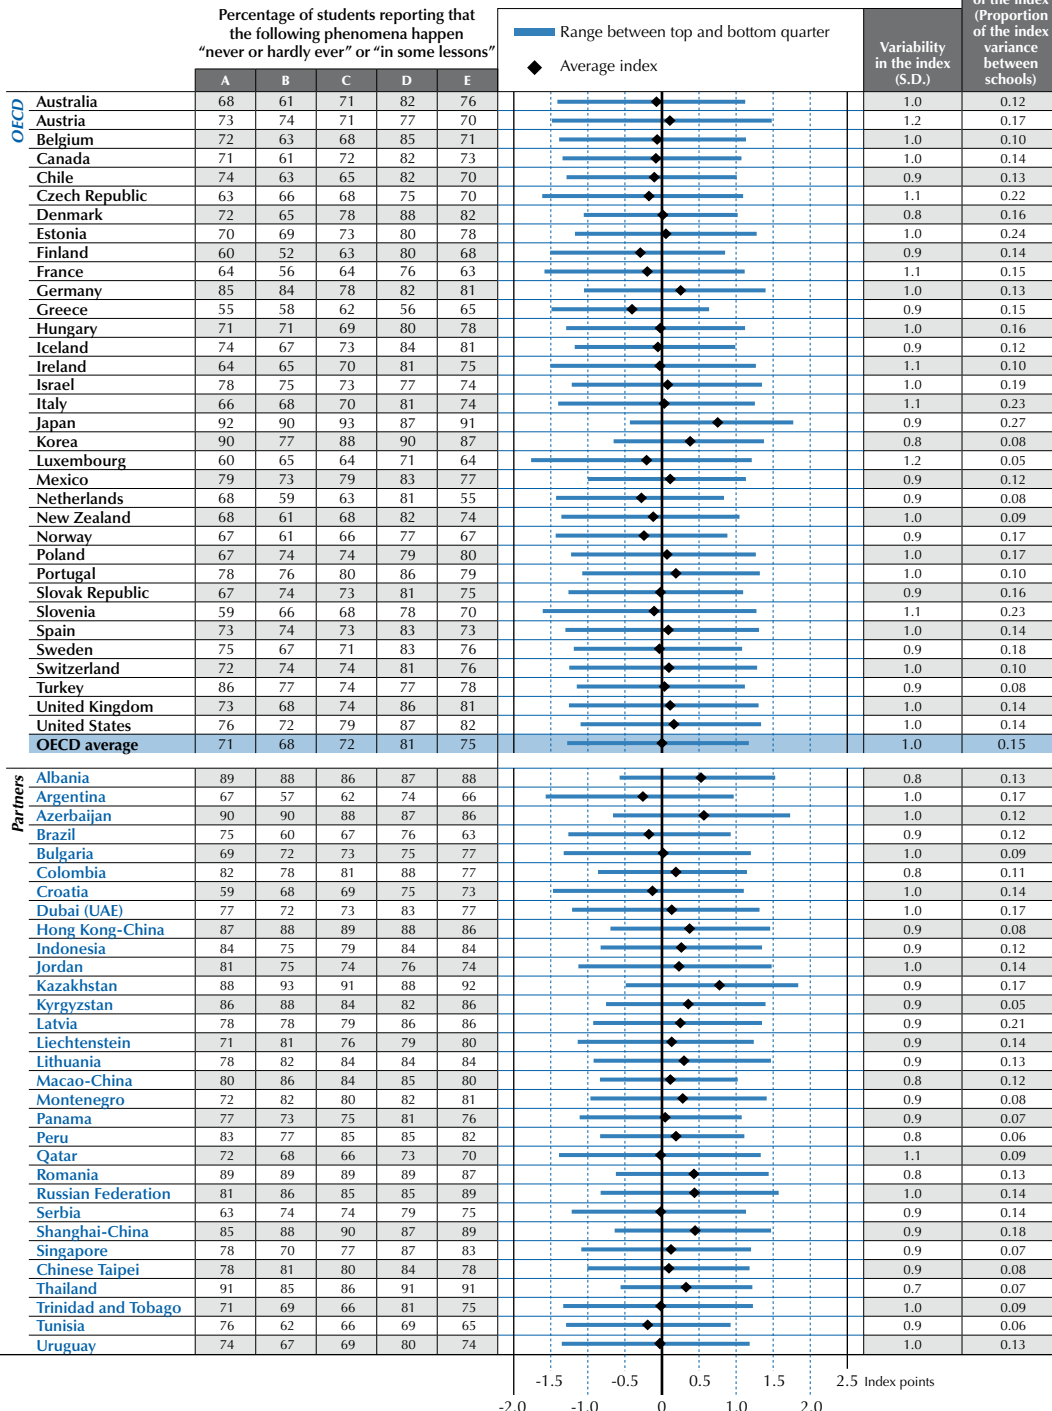 Percentage of students reporting that
the following phenomena happen
“never or hardly ever” or “in some lessons”
Range between top and bottom quarter
Average index
Variability
in the index
(S.D.)
of the index
(Proportion
of the index
variance
between
schools)
A B C D E
OECD
Australia 68 61 71 82 76 1.0 0.12
Austria 73 74 71 77 70 1.2 0.17
Belgium 72 63 68 85 71 1.0 0.10
Canada 71 61 72 82 73 1.0 0.14
Chile 74 63 65 82 70 0.9 0.13
Czech Republic 63 66 68 75 70 1.1 0.22
Denmark 72 65 78 88 82 0.8 0.16
Estonia 70 69 73 80 78 1.0 0.24
Finland 60 52 63 80 68 0.9 0.14
France 64 56 64 76 63 1.1 0.15
Germany 85 84 78 82 81 1.0 0.13
Greece 55 58 62 56 65 0.9 0.15
Hungary 71 71 69 80 78 1.0 0.16
Iceland 74 67 73 84 81 0.9 0.12
Ireland 64 65 70 81 75 1.1 0.10
Israel 78 75 73 77 74 1.0 0.19
Italy 66 68 70 81 74 1.1 0.23
Japan 92 90 93 87 91 0.9 0.27
Korea 90 77 88 90 87 0.8 0.08
Luxembourg 60 65 64 71 64 1.2 0.05
Mexico 79 73 79 83 77 0.9 0.12
Netherlands 68 59 63 81 55 0.9 0.08
New Zealand 68 61 68 82 74 1.0 0.09
Norway 67 61 66 77 67 0.9 0.17
Poland 67 74 74 79 80 1.0 0.17
Portugal 78 76 80 86 79 1.0 0.10
Slovak Republic 67 74 73 81 75 0.9 0.16
Slovenia 59 66 68 78 70 1.1 0.23
Spain 73 74 73 83 73 1.0 0.14
Sweden 75 67 71 83 76 0.9 0.18
Switzerland 72 74 74 81 76 1.0 0.10
Turkey 86 77 74 77 78 0.9 0.08
United Kingdom 73 68 74 86 81 1.0 0.14
United States 76 72 79 87 82 1.0 0.14
OECD average 71 68 72 81 75 1.0 0.15
Partners
Albania 89 88 86 87 88 0.8 0.13
Argentina 67 57 62 74 66 1.0 0.17
Azerbaijan 90 90 88 87 86 1.0 0.12
Brazil 75 60 67 76 63 0.9 0.12
Bulgaria 69 72 73 75 77 1.0 0.09
Colombia 82 78 81 88 77 0.8 0.11
Croatia 59 68 69 75 73 1.0 0.14
Dubai (UAE) 77 72 73 83 77 1.0 0.17
Hong Kong-China 87 88 89 88 86 0.9 0.08
Indonesia 84 75 79 84 84 0.9 0.12
Jordan 81 75 74 76 74 1.0 0.14
Kazakhstan 88 93 91 88 92 0.9 0.17
Kyrgyzstan 86 88 84 82 86 0.9 0.05
Latvia 78 78 79 86 86 0.9 0.21
Liechtenstein 71 81 76 79 80 0.9 0.14
Lithuania 78 82 84 84 84 0.9 0.13
Macao-China 80 86 84 85 80 0.8 0.12
Montenegro 72 82 80 82 81 0.9 0.08
Panama 77 73 75 81 76 0.9 0.07
Peru 83 77 85 85 82 0.8 0.06
Qatar 72 68 66 73 70 1.1 0.09
Romania 89 89 89 89 87 0.8 0.13
Russian Federation 81 86 85 85 89 1.0 0.14
Serbia 63 74 74 79 75 0.9 0.14
Shanghai-China 85 88 90 87 89 0.9 0.18
Singapore 78 70 77 87 83 0.9 0.07
Chinese Taipei 78 81 80 84 78 0.9 0.08
Thailand 91 85 86 91 91 0.7 0.07
Trinidad and Tobago 71 69 66 81 75 1.0 0.09
Tunisia 76 62 66 69 65 0.9 0.06
Uruguay 74 67 69 80 74 1.0 0.13
-1.5 -0.5 0.5 1.5 2.5 Index points
-2.0 -1.0 0 1.0 2.0